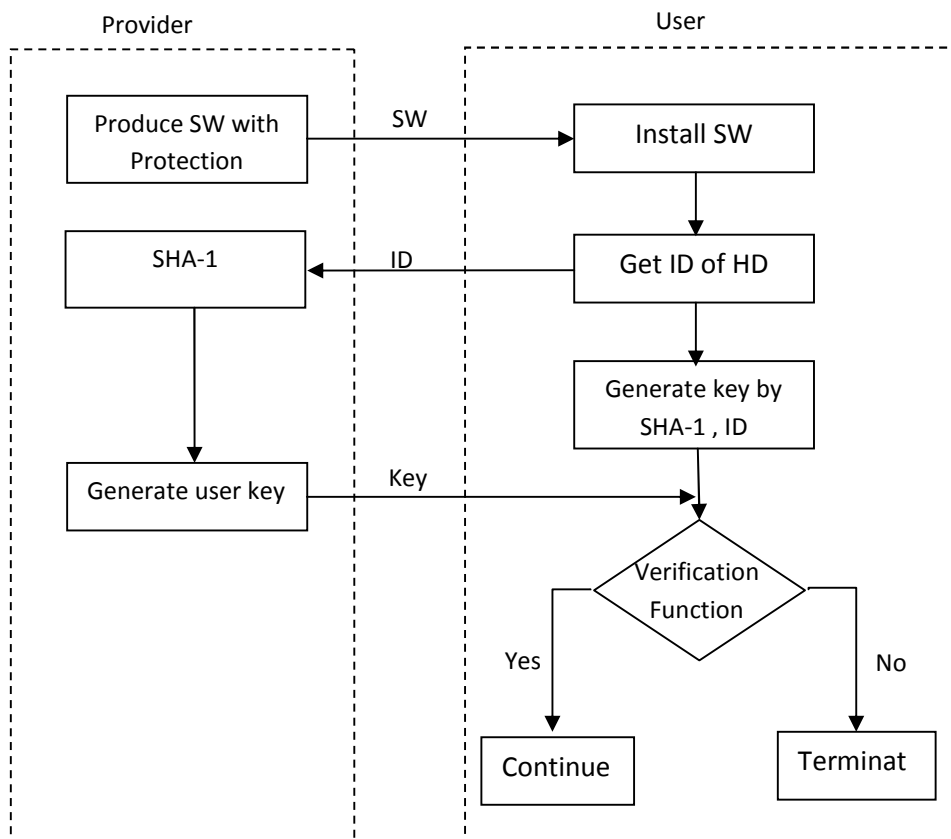 Provider
User
Produce SW with
Protection
SW
Install SW
SHA-1
ID
Get ID of HD
Generate key by
SHA-1 , ID
Generate user key
Key
Verification
Function
Yes
No
Continue
Terminat